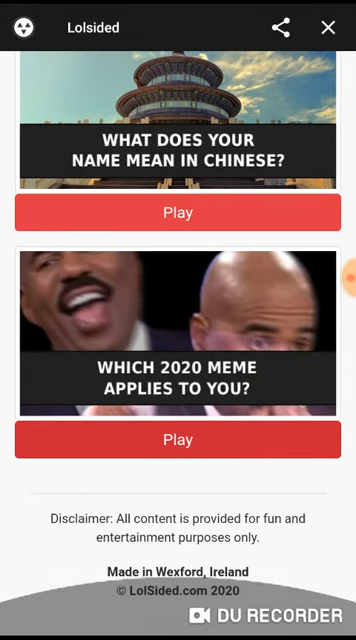 Lolsided
WHAT DOES YOUR
NAME MEAN IN CHINESE?
Play
WHICH 2020 MEME
APPLIES TO YOU?
Play
Disclaimer: All content is provided for fun and
entertainment purposes only.
Made in Wexford, Ireland
© LolSided.com 2020
DU RECORDER